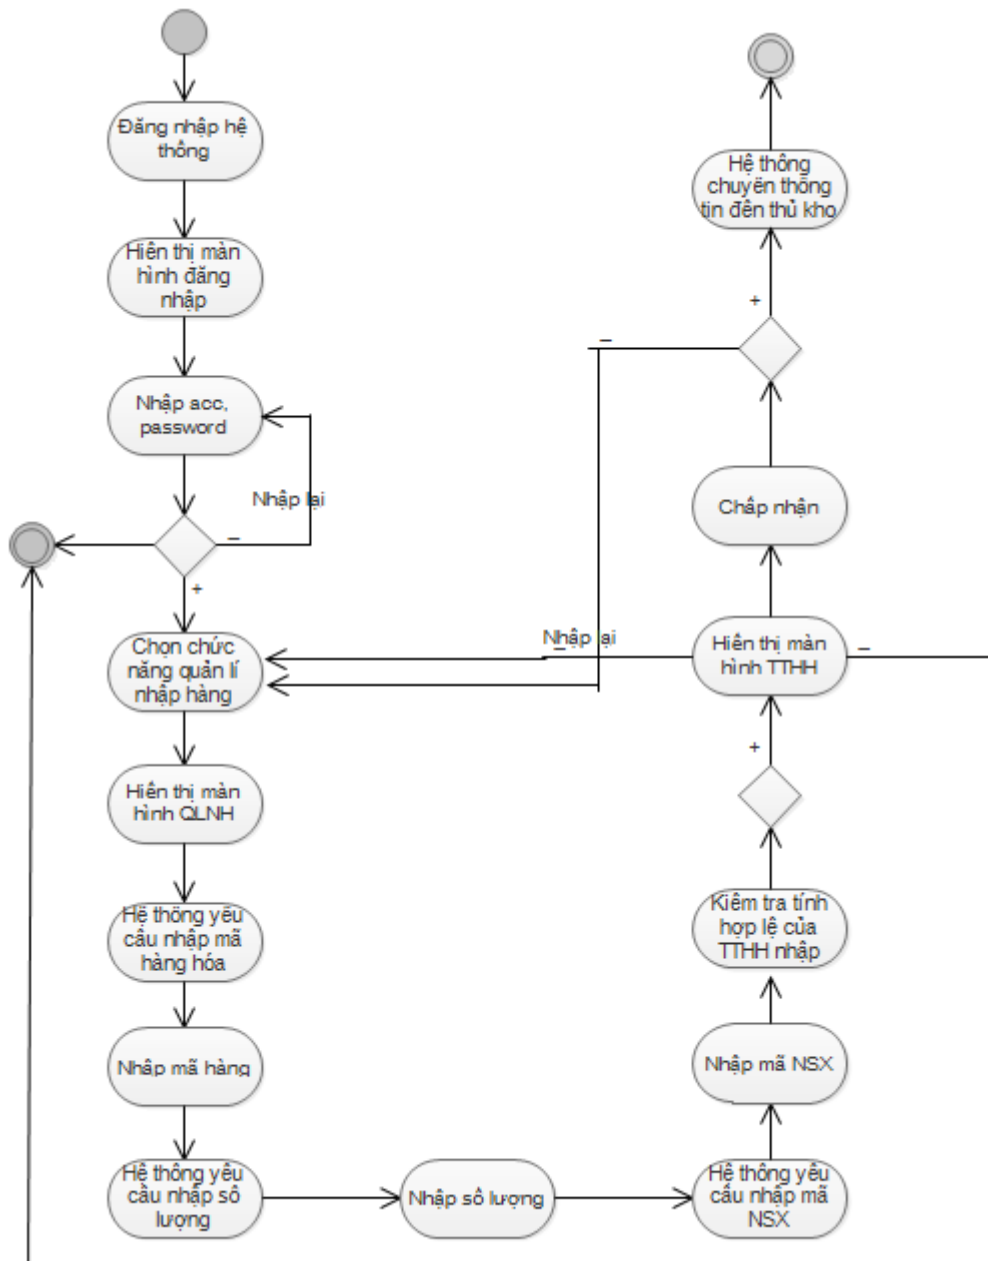 Đăng nhập hệ
thống
Hiển thị màn
hình đăng
nhập
Nhập acc,
password
Nhập lại
–
+
Chọn chức
năng quản lí
nhập hàng
Hiển thị màn
hình QLNH
Hệ thống yêu
cầu nhập mã
hàng hóa
Nhập mã hàng
Hệ thống yêu
cầu nhập số
lượng
Nhập số lượng
Hệ thống yêu
cầu nhập mã
NSX
Nhập mã NSX
Kiểm tra tính
hợp lệ của
TTHH nhập
+
Hiển thị màn
hình TTHH
–
Nhập lại
–
Chấp nhận
–
+
Hệ thống
chuyển thông
tin đến thủ kho